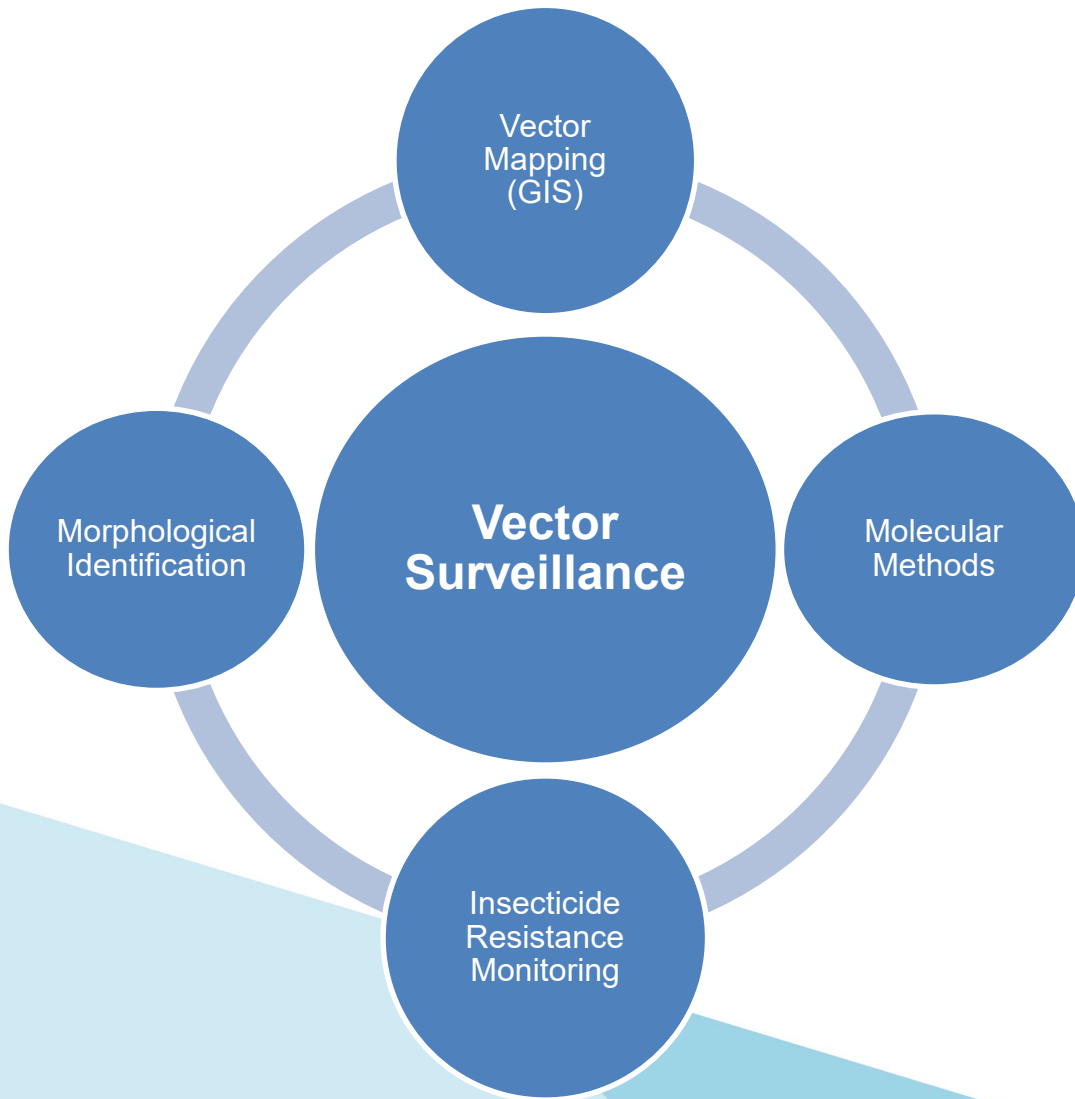 Vector
Mapping
(GIS)
Morphological
Identification
Vector
Surveillance
Molecular
Methods
Insecticide
Resistance
Monitoring